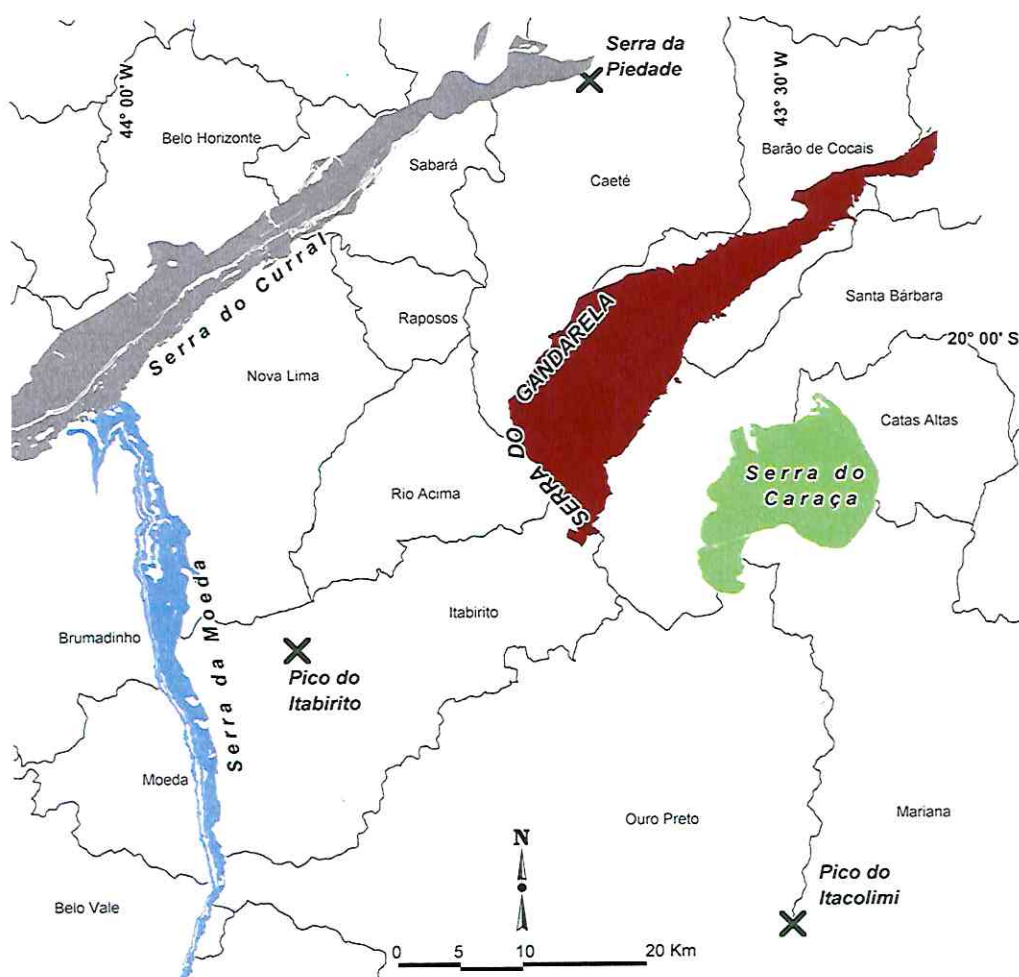 Serra da
Piedade
44° 00' W
43° 30' W
Belo Horizonte
Barão de Cocais
Sabará
Caeté
Serra do Curral
Santa Bárbara
Raposos
SERRA DO GANDARELA
20° 00' S
Nova Lima
Catas Altas
Serra do
Caraça
Rio Acima
Serra da Moeda
Itabirito
Brumadinho
Pico do
Itabirito
Moeda
Ouro Preto
Mariana
N
Pico do
Itacolimi
Belo Vale
0 5 10 20 Km